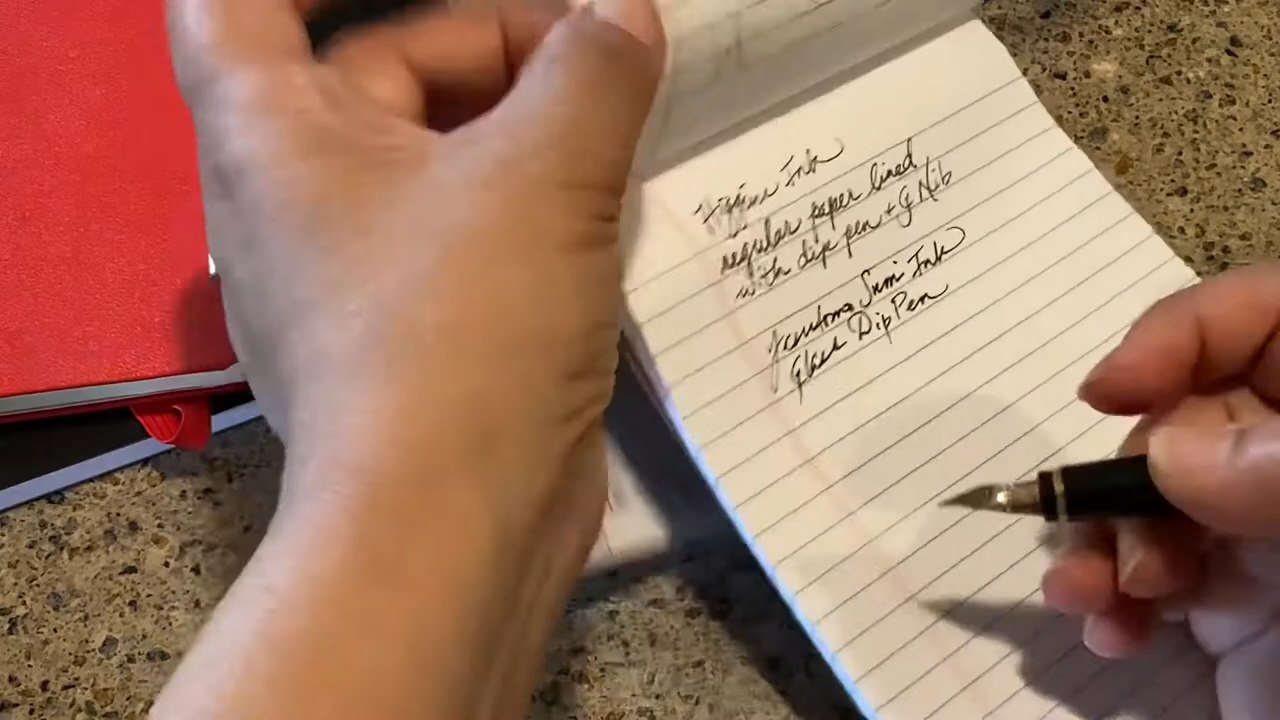 Ink
regular paper lined
with dip pen + G Nib
Sumi Ink
Glass Dip Pen